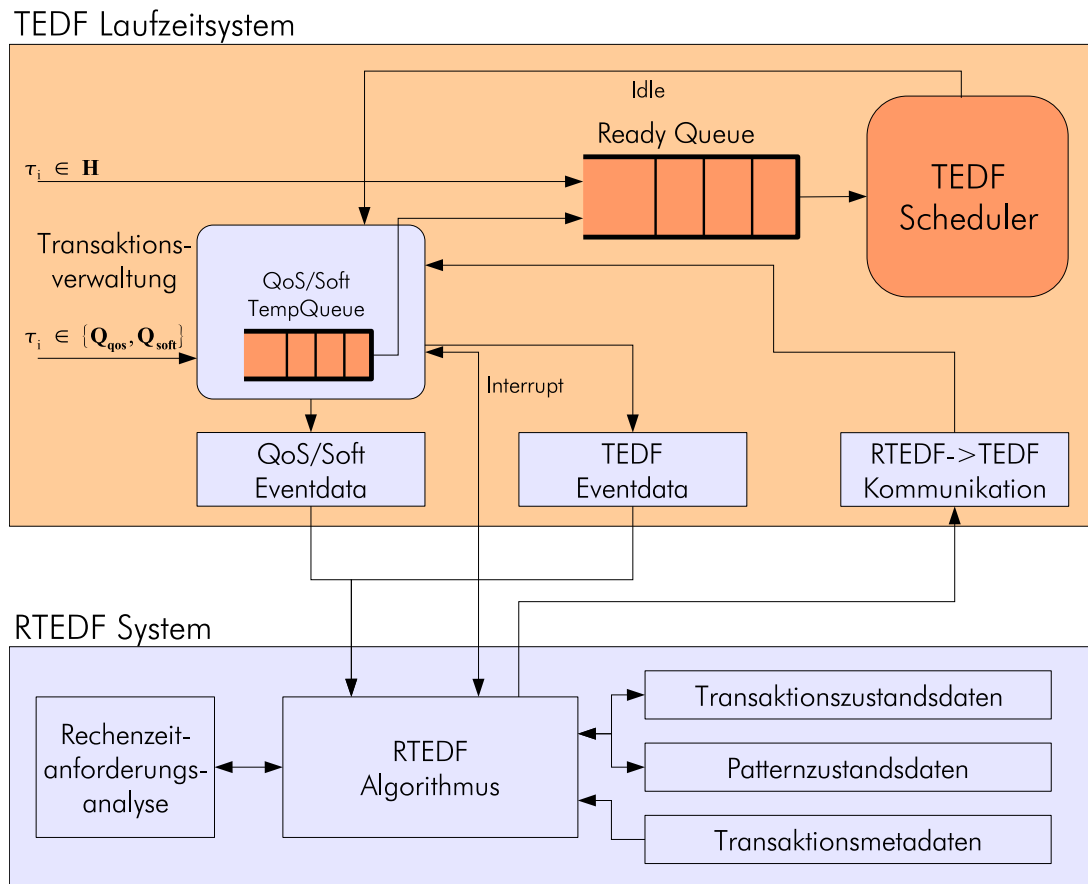 TEDF Laufzeitsystem
Idle
Ready Queue
τi ∈ H
TEDF
Scheduler
Transaktions-
verwaltung
QoS/Soft
TempQueue
τi ∈ {Qqos, Qsoft}
Interrupt
QoS/Soft
Eventdata
TEDF
Eventdata
RTEDF->TEDF
Kommunikation
RTEDF System
Rechenzeit-
anforderungs-
analyse
RTEDF
Algorithmus
Transaktionszustandsdaten
Patternzustandsdaten
Transaktionsmetadaten